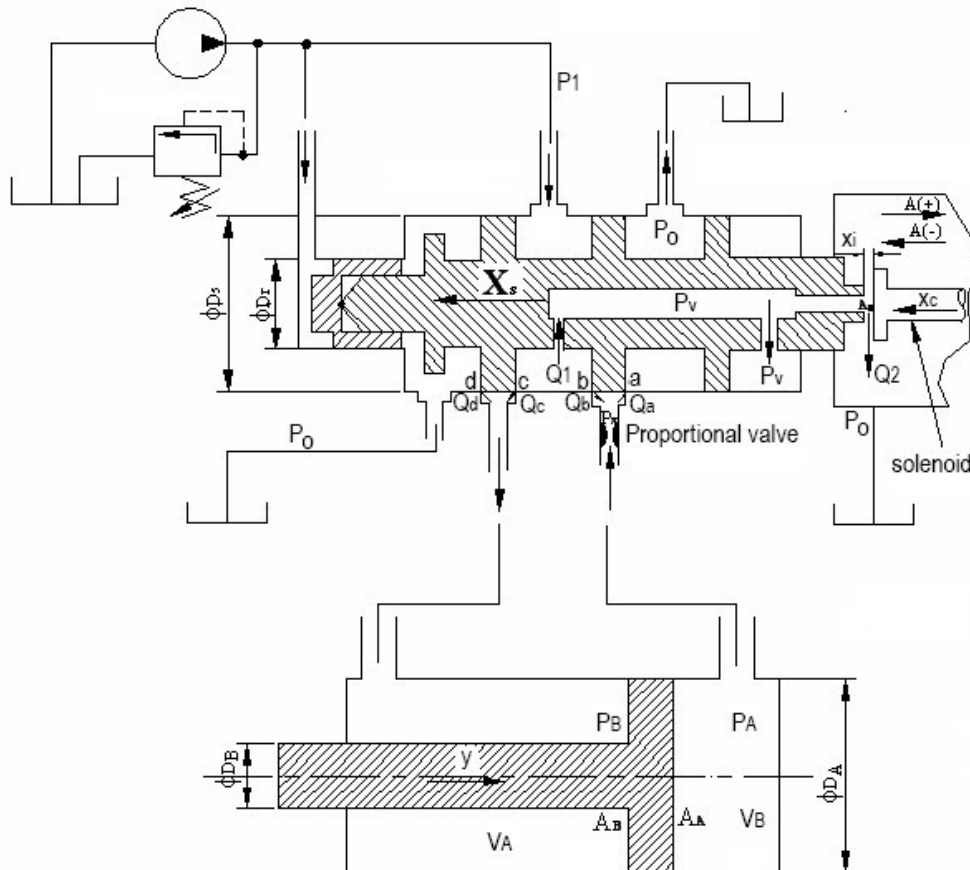 P1
A(+)
A(-)
Po
xi
ϕDs
ϕDr
Xs
Pv
xc
Q1
Pv
Q2
d c b a
Qd Qc Qb Qa
Po
Proportional valve
Po
solenoid
PB PA
ϕDB
y
ϕDA
AB AA
VA VB